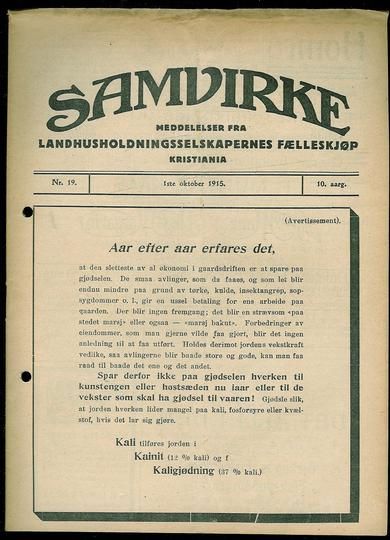 SAMVIRKE
MEDDELELSER FRA
LANDHUSHOLDNINGSSELSKAPERNES FÆLLESKJØP
KRISTIANIA
Nr. 19.
1ste oktober 1915.
10. aarg.
(Avertissement).
Aar efter aar erfares det,
at den sletteste av al økonomi i gaardsdriften er at spare paa
gjødselen. De smaa avlinger, som da faaes, og som lei blir
endnu mindre paa grund av tørke, kulde, insektangrep, sop-
sygdommer o. l., gir en ussel betaling for ens arbeide paa
gaarden. Der blir ingen fremgang; det blir en strævsom «paa
stedet marsj» eller ogsaa — «marsj bakut». Forbedringer av
eiendommer, som man gjerne vilde faa gjort, blir det ingen
anledning til at faa utført. Holdes derimot jordens vekstkraft
vedlike, saa avlingerne blir baade store og gode, kan man faa
raad til baade det ene og det andet.
Spar derfor ikke paa gjødselen hverken til
kunstengen eller høstsæden nu iaar eller til de
vekster som skal ha gjødsel til vaaren! Gjødsle slik,
at jorden hverken lider mangel paa kali, fosforsyre eller kvæl-
stof, hvis det lar sig gjøre.
Kali tilføres jorden i
Kainit (12 % kali) og f
Kaligjødning (37 % kali.)